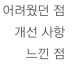 어려웠던 점
개선 사항
느낀 점